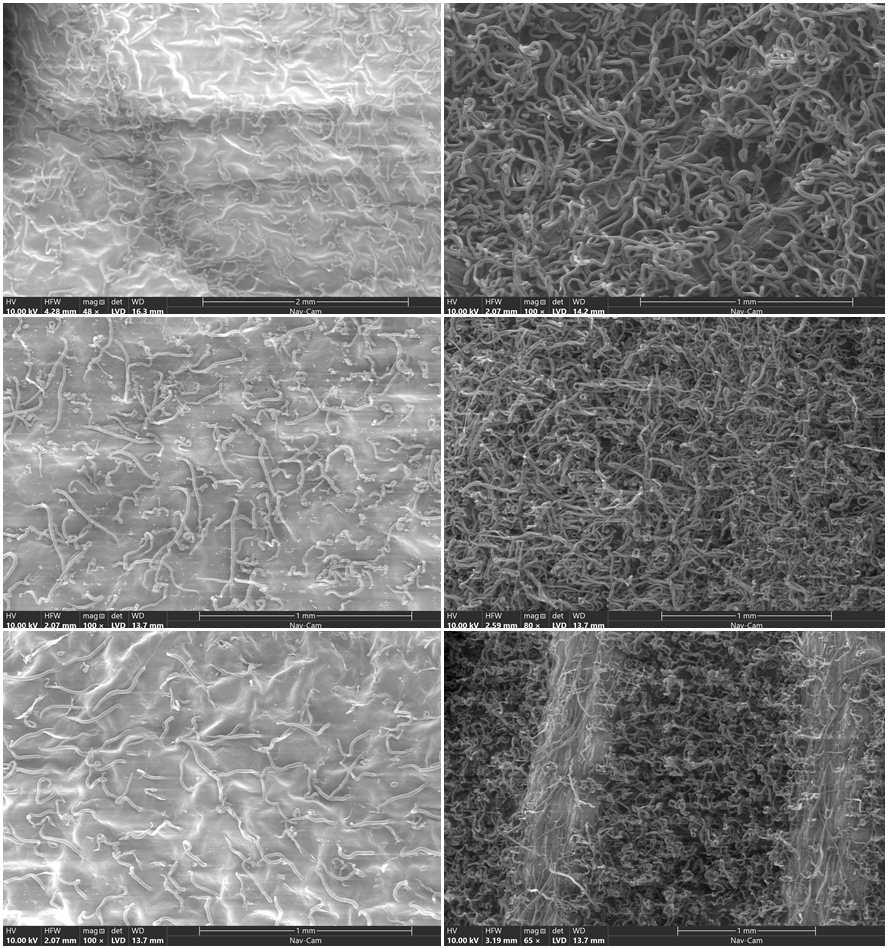 HV HFW mag det WD 2 mm
10.00 kV 4.28 mm 48 × LVD 16.3 mm Nav-Cam
HV HFW mag det WD 1 mm
10.00 kV 2.07 mm 100 × LVD 14.2 mm Nav-Cam
HV HFW mag det WD 1 mm
10.00 kV 2.07 mm 100 × LVD 13.7 mm Nav-Cam
HV HFW mag det WD 1 mm
10.00 kV 2.59 mm 80 × LVD 13.7 mm Nav-Cam
HV HFW mag det WD 1 mm
10.00 kV 2.07 mm 100 × LVD 13.7 mm Nav-Cam
HV HFW mag det WD 1 mm
10.00 kV 3.19 mm 65 × LVD 13.7 mm Nav-Cam